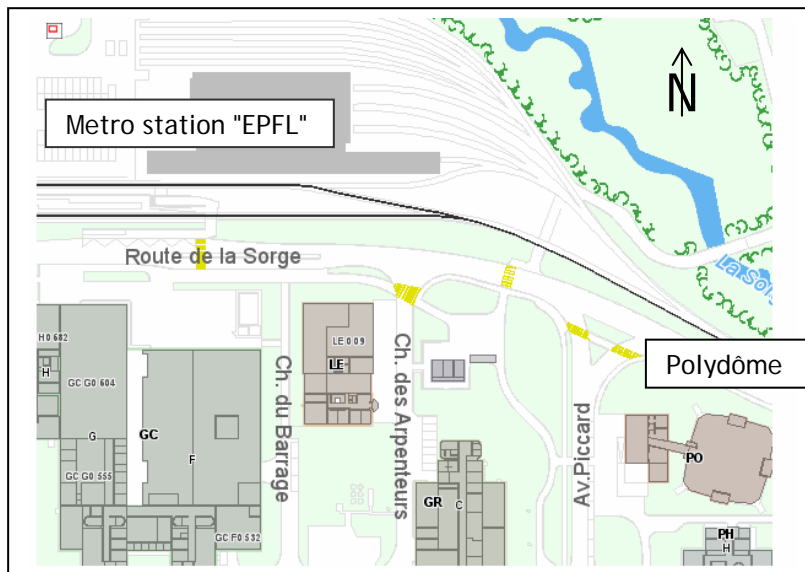 N
Metro station "EPFL"
Route de la Sorge
La Sorge
H0 682
H
GC G0 604
LE 0 09
LE
Polydôme
G
GC
F
GC G0 555
GC F0 532
Ch. du Barrage
Ch. des Arpenteurs
GR
C
Av.Piccard
PO
PH
H